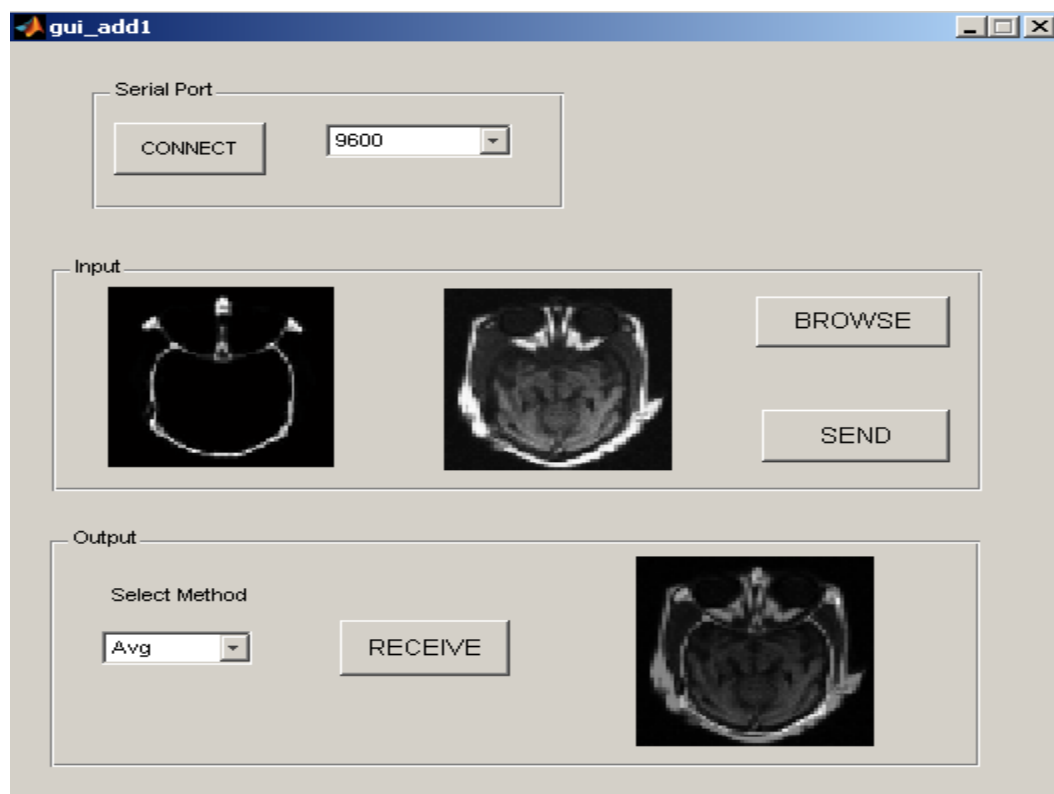 gui_add1
Serial Port
CONNECT
9600
Input
BROWSE
SEND
Output
Select Method
Avg
RECEIVE